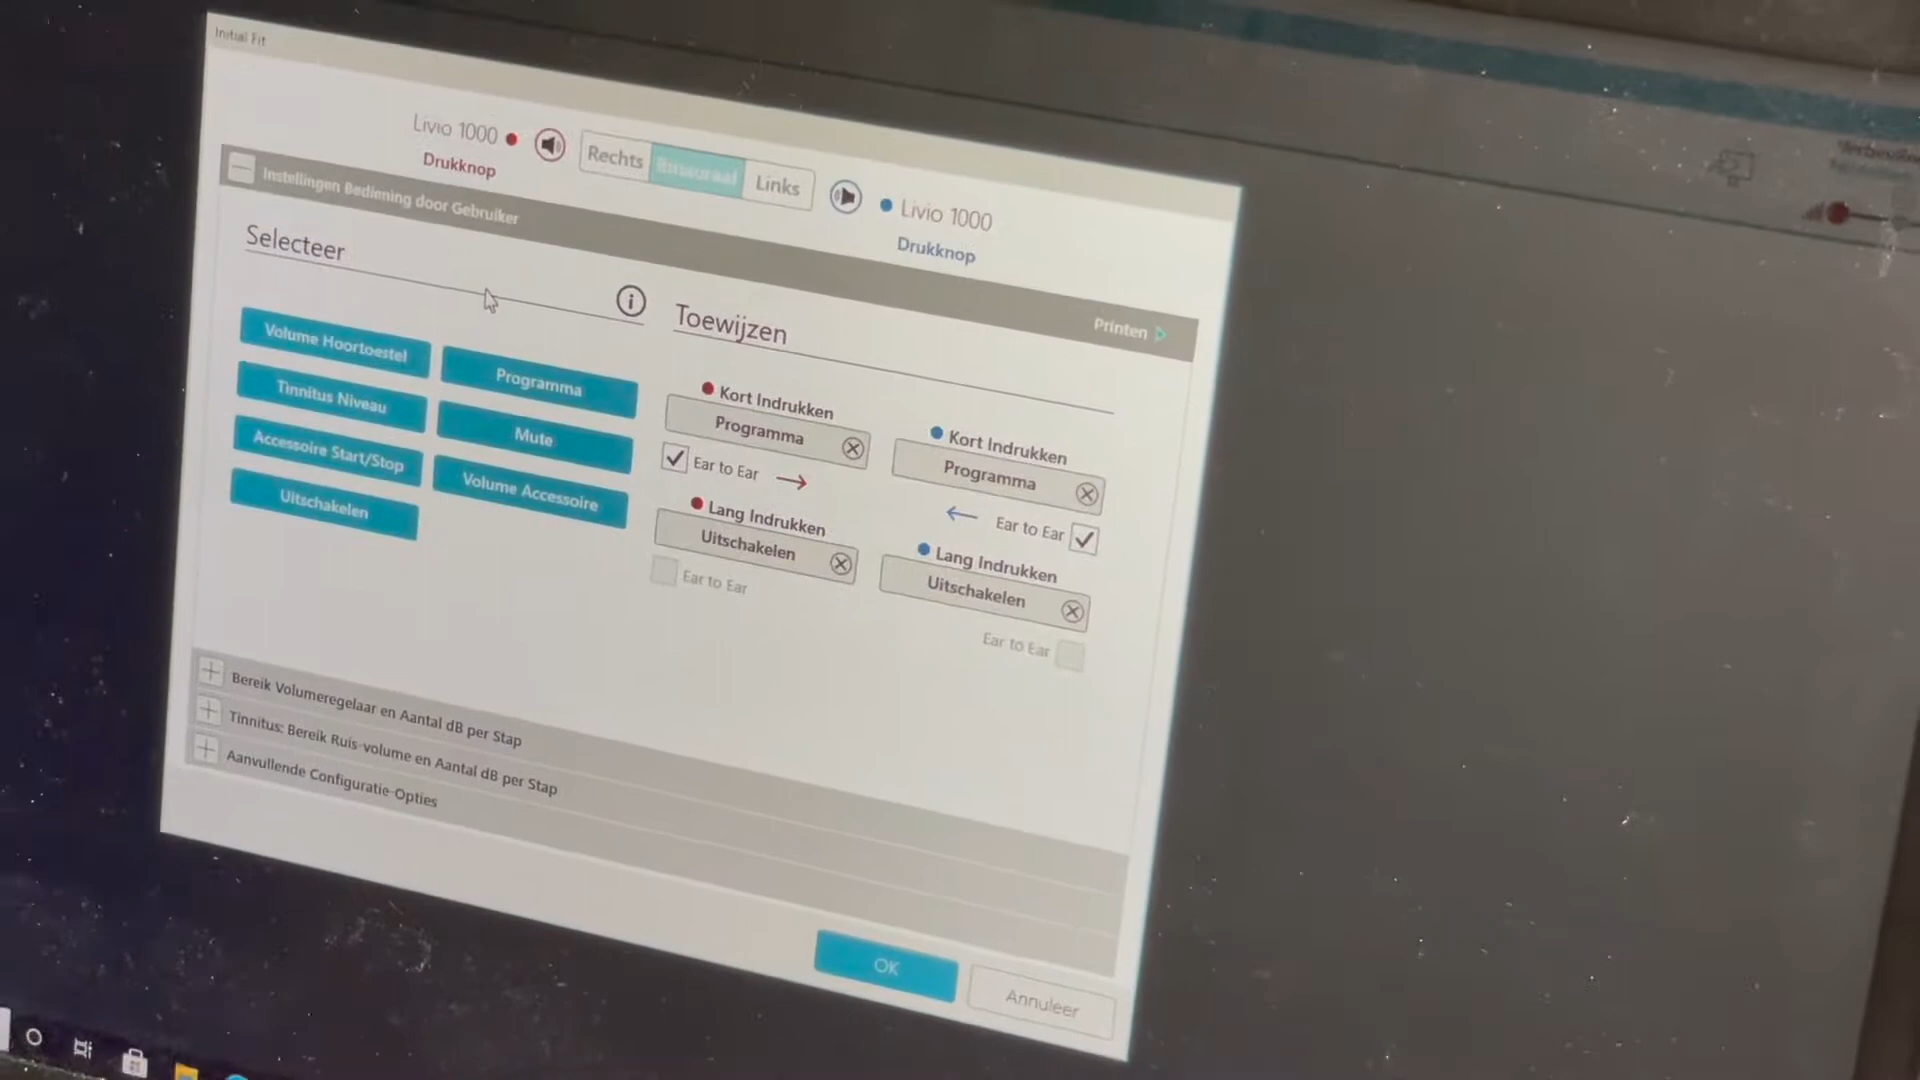 Initial Fit
Livio 1000
Drukknop
Rechts
Binauraal
Links
Livio 1000
Drukknop
Instellingen Bediening door Gebruiker
Printen
Selecteer
Volume Hoortoestel
Programma
Tinnitus Niveau
Mute
Accessoire Start/Stop
Volume Accessoire
Uitschakelen
Toewijzen
Kort Indrukken
Programma
Ear to Ear
Lang Indrukken
Uitschakelen
Ear to Ear
Kort Indrukken
Programma
Ear to Ear
Lang Indrukken
Uitschakelen
Ear to Ear
Bereik Volumeregelaar en Aantal dB per Stap
Tinnitus: Bereik Ruis-volume en Aantal dB per Stap
Aanvullende Configuratie-Opties
OK
Annuleer